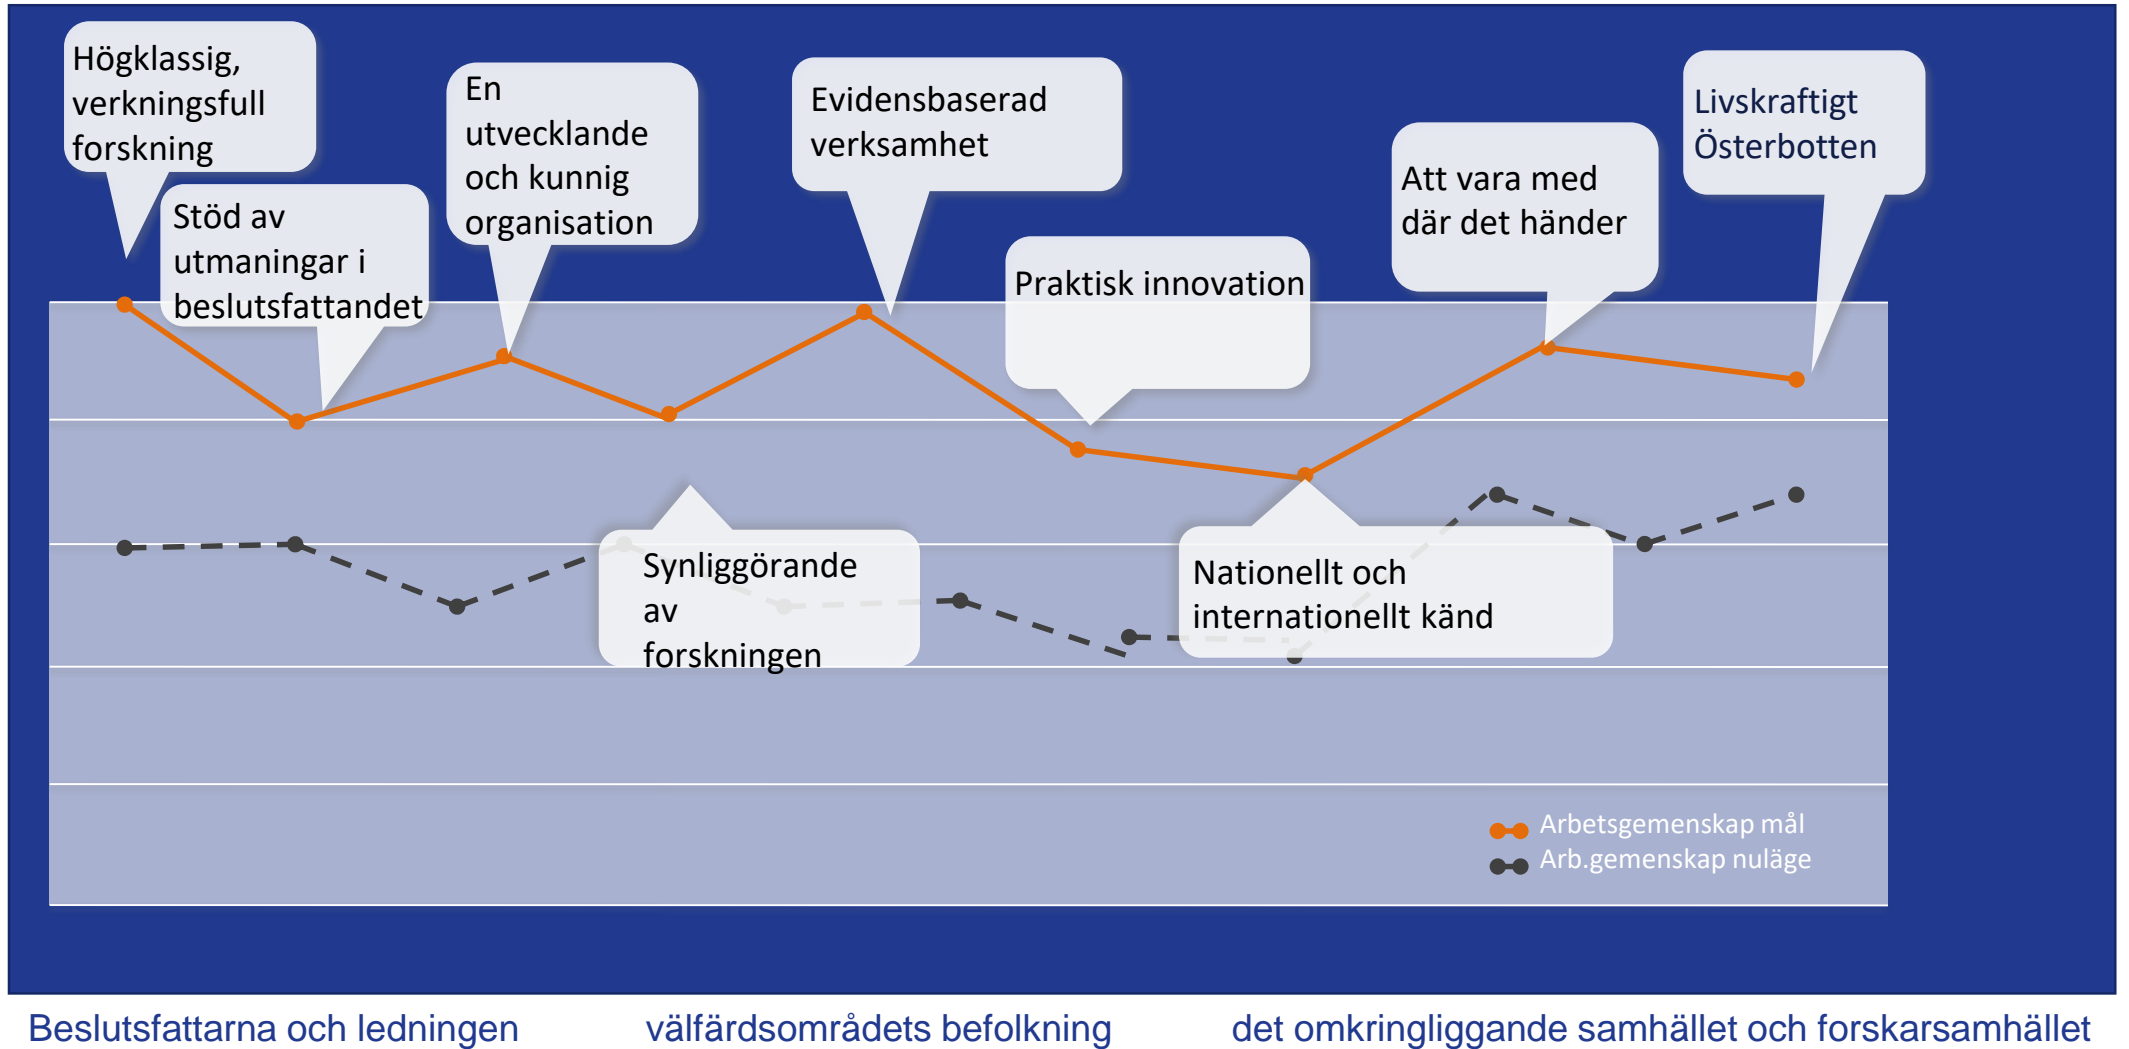 Högklassig,
verkningsfull
forskning
Stöd av
utmaningar i
beslutsfattandet
En
utvecklande
och kunnig
organisation
Evidensbaserad
verksamhet
Praktisk innovation
Att vara med
där det händer
Livskraftigt
Österbotten
Synliggörande
av
forskningen
Nationellt och
internationellt känd
Arbetsgemenskap mål
Arb.gemenskap nuläge
Beslutsfattarna och ledningen
välfärdsområdets befolkning
det omkringliggande samhället och forskarsamhället